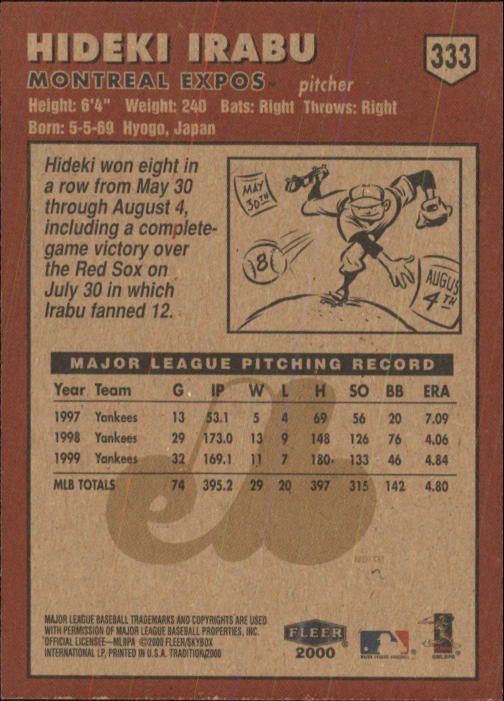 HIDEKI IRABU
333
MONTREAL EXPOS™ pitcher
Height: 6'4" Weight: 240 Bats: Right Throws: Right
Born: 5-5-69 Hyogo, Japan
Hideki won eight in
a row from May 30
through August 4,
including a complete-
game victory over
the Red Sox on
July 30 in which
Irabu fanned 12.
MAY
30TH
8
AUGUS
4TH
MAJOR LEAGUE PITCHING RECORD
Year Team G IP W L H SO BB ERA
1997 Yankees 13 53.1 5 4 69 56 20 7.09
1998 Yankees 29 173.0 13 9 148 126 76 4.06
1999 Yankees 32 169.1 11 7 180 133 46 4.84
MLB TOTALS 74 395.2 29 20 397 315 142 4.80
MAJOR LEAGUE BASEBALL TRADEMARKS AND COPYRIGHTS ARE USED
WITH PERMISSION OF MAJOR LEAGUE BASEBALL PROPERTIES, INC.
OFFICIAL LICENSEE—MLBPA ©2000 FLEER/SKYBOX
INTERNATIONAL LP, PRINTED IN U.S.A. TRADITION/2000
FLEER
2000